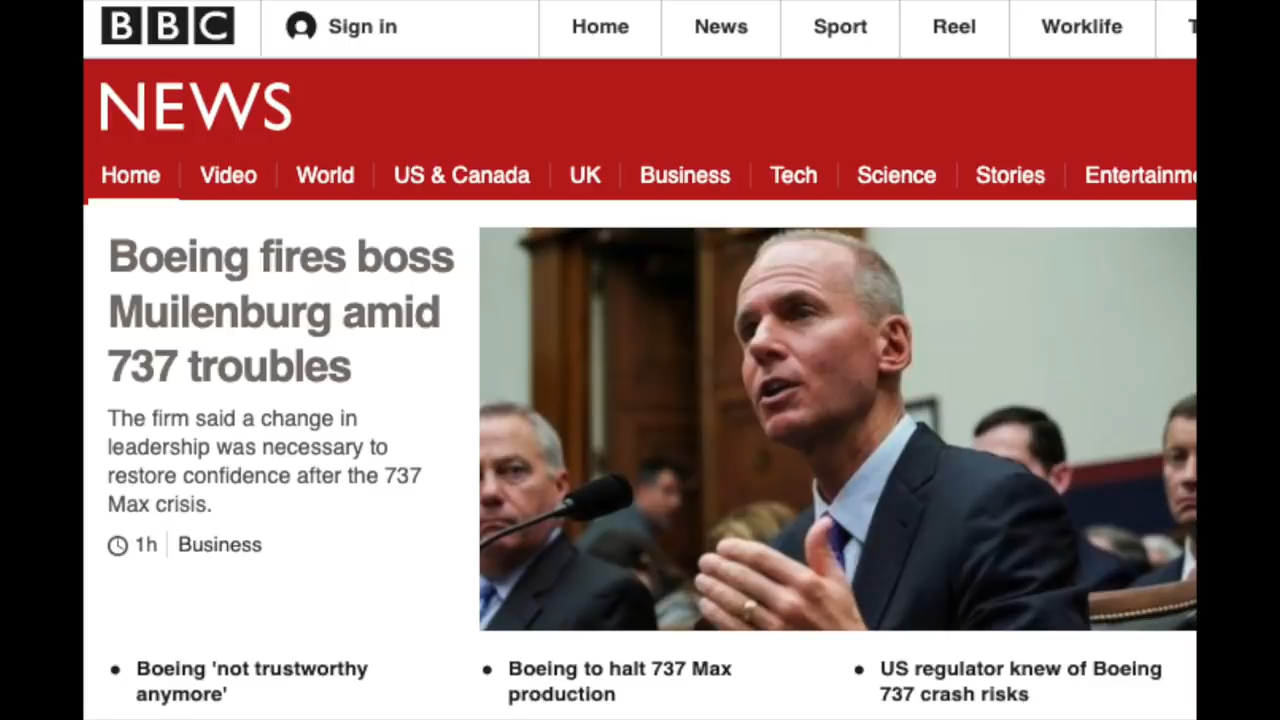 BBC Sign in Home News Sport Reel Worklife
NEWS
Home Video World US & Canada UK Business Tech Science Stories Entertainm
Boeing fires boss
Muilenburg amid
737 troubles
The firm said a change in
leadership was necessary to
restore confidence after the 737
Max crisis.
1h Business
Boeing 'not trustworthy
anymore'
Boeing to halt 737 Max
production
US regulator knew of Boeing
737 crash risks